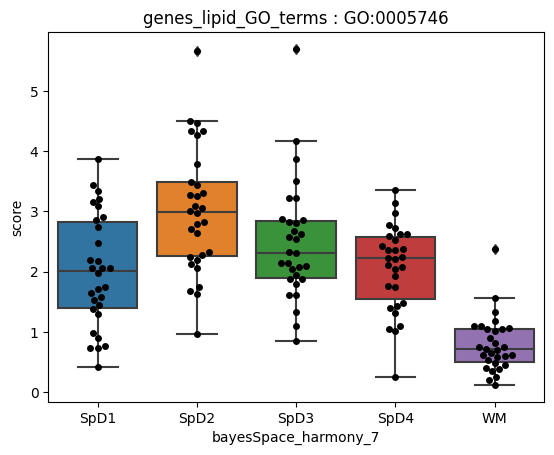 genes_lipid_GO_terms : GO:0005746
score
5
4
3
2
1
0
SpD1 SpD2 SpD3 SpD4 WM
bayesSpace_harmony_7